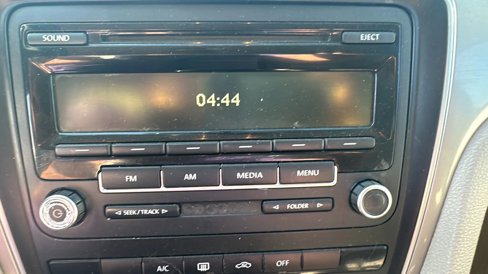 SOUND EJECT
04:44
FM AM MEDIA MENU
SEEK/TRACK FOLDER
A/C OFF